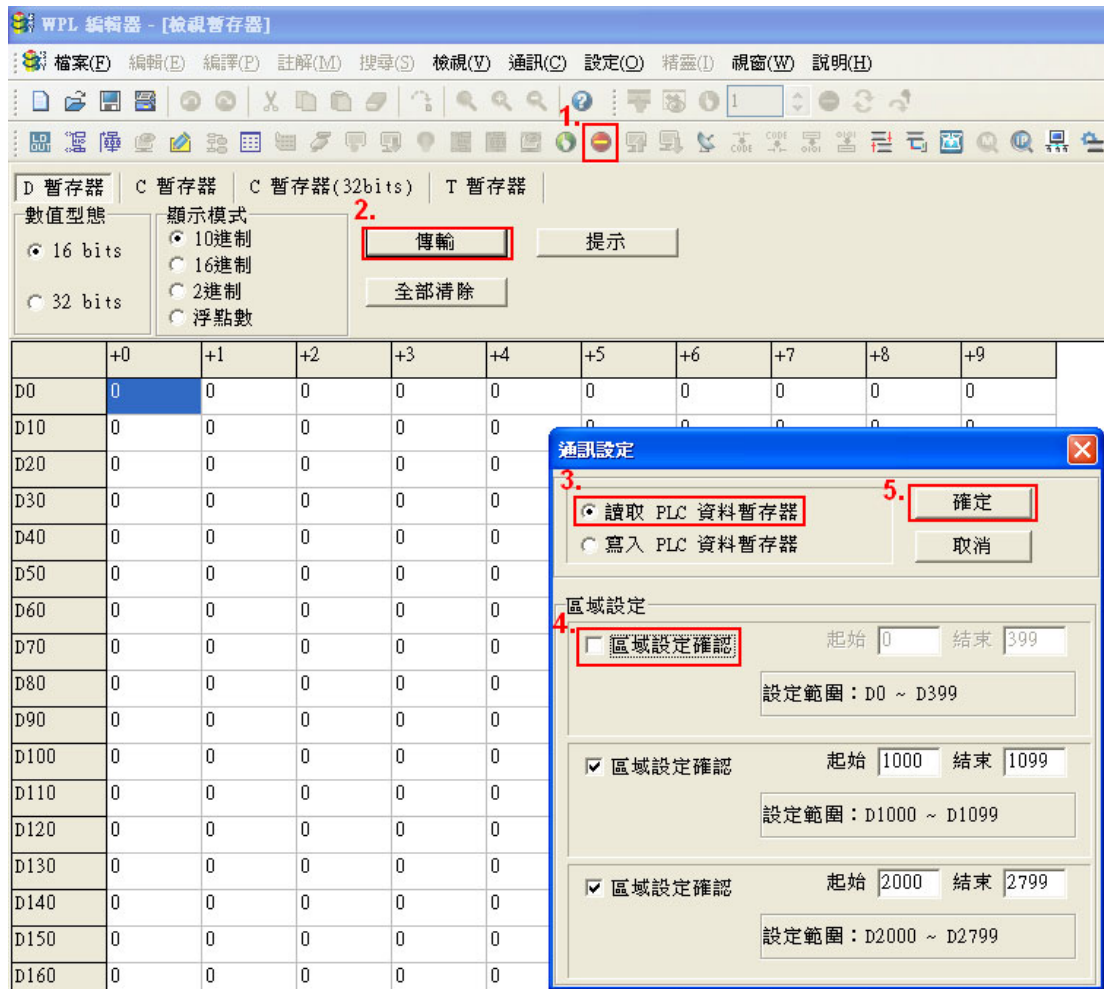 WPL 編輯器 - [檢視暫存器]
檔案(F) 編輯(E) 編譯(P) 註解(M) 搜尋(S) 檢視(V) 通訊(C) 設定(O) 精靈(I) 視窗(W) 說明(H)
1
1.
D 暫存器 C 暫存器 C 暫存器(32bits) T 暫存器
數值型態 顯示模式 2.
16 bits 10進制 傳輸 提示
16進制
32 bits 2進制 全部清除
浮點數
+0 +1 +2 +3 +4 +5 +6 +7 +8 +9
D0 0 0 0 0 0 0 0 0 0 0
D10 0 0 0 0 0 0 0 0 0 0
D20 0 0 0 0 0
D30 0 0 0 0 0
D40 0 0 0 0 0
D50 0 0 0 0 0
D60 0 0 0 0 0
D70 0 0 0 0 0
D80 0 0 0 0 0
D90 0 0 0 0 0
D100 0 0 0 0 0
D110 0 0 0 0 0
D120 0 0 0 0 0
D130 0 0 0 0 0
D140 0 0 0 0 0
D150 0 0 0 0 0
D160 0 0 0 0 0
通訊設定
3. 讀取 PLC 資料暫存器 5. 確定
寫入 PLC 資料暫存器 取消
區域設定
4. 區域設定確認 起始 0 結束 399
設定範圍：D0 ~ D399
區域設定確認 起始 1000 結束 1099
設定範圍：D1000 ~ D1099
區域設定確認 起始 2000 結束 2799
設定範圍：D2000 ~ D2799